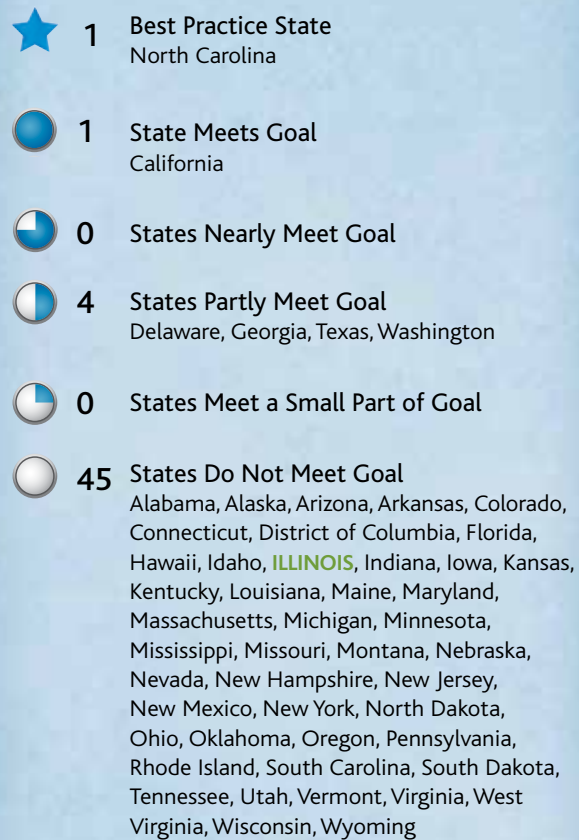 1 Best Practice State
North Carolina
1 State Meets Goal
California
0 States Nearly Meet Goal
4 States Partly Meet Goal
Delaware, Georgia, Texas, Washington
0 States Meet a Small Part of Goal
45 States Do Not Meet Goal
Alabama, Alaska, Arizona, Arkansas, Colorado,
Connecticut, District of Columbia, Florida,
Hawaii, Idaho, ILLINOIS, Indiana, Iowa, Kansas,
Kentucky, Louisiana, Maine, Maryland,
Massachusetts, Michigan, Minnesota,
Mississippi, Missouri, Montana, Nebraska,
Nevada, New Hampshire, New Jersey,
New Mexico, New York, North Dakota,
Ohio, Oklahoma, Oregon, Pennsylvania,
Rhode Island, South Carolina, South Dakota,
Tennessee, Utah, Vermont, Virginia, West
Virginia, Wisconsin, Wyoming